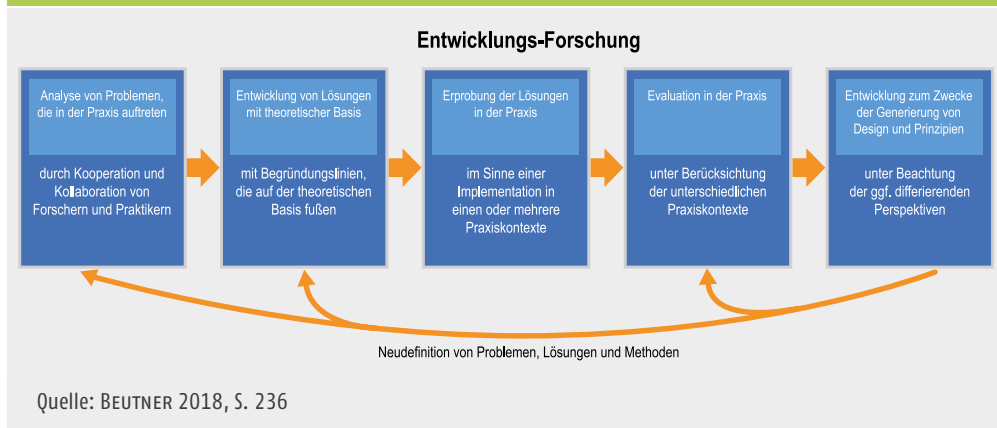 Entwicklungs-Forschung
Analyse von Problemen,
die in der Praxis auftreten
durch Kooperation und
Kollaboration von
Forschern und Praktikern
Entwicklung von Lösungen
mit theoretischer Basis
mit Begründungslinien,
die auf der theoretischen
Basis fußen
Erprobung der Lösungen
in der Praxis
im Sinne einer
Implementation in
einen oder mehrere
Praxiskontexte
Evaluation in der Praxis
unter Berücksichtung
der unterschiedlichen
Praxiskontexte
Entwicklung zum Zwecke
der Generierung von
Design und Prinzipien
unter Beachtung
der ggf. differierenden
Perspektiven
Neudefinition von Problemen, Lösungen und Methoden
Quelle: BEUTNER 2018, S. 236